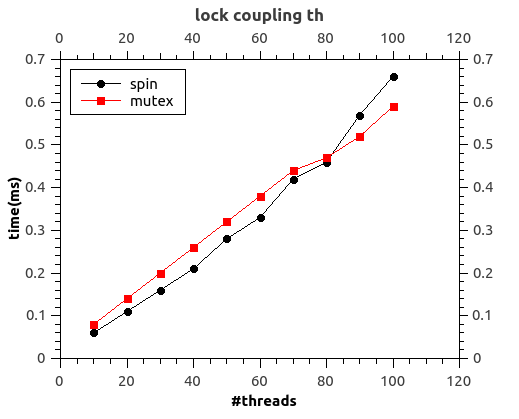 lock coupling th
0 20 40 60 80 100 120
0.7 0.7
spin
mutex
0.6 0.6
0.5 0.5
0.4 0.4
time(ms)
0.3 0.3
0.2 0.2
0.1 0.1
0 0
0 20 40 60 80 100 120
#threads